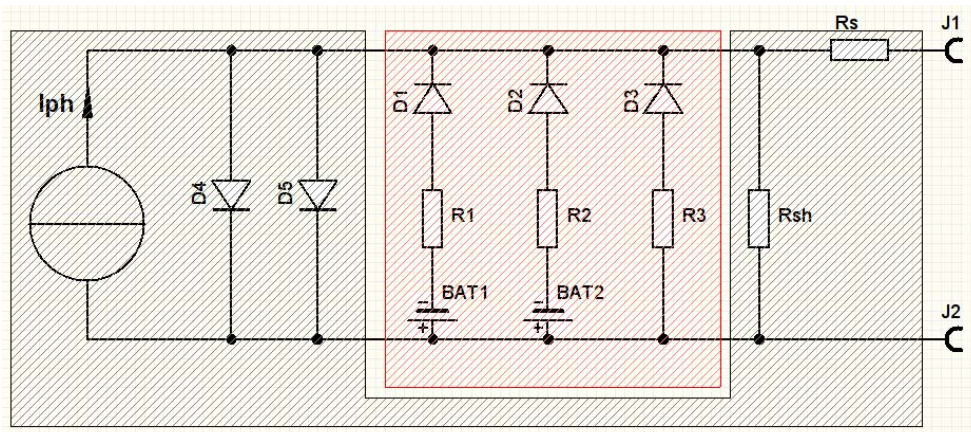 Rs
J1
Iph
D1
D2
D3
D4
D5
R1
R2
R3
Rsh
BAT1
BAT2
-
+
-
+
J2